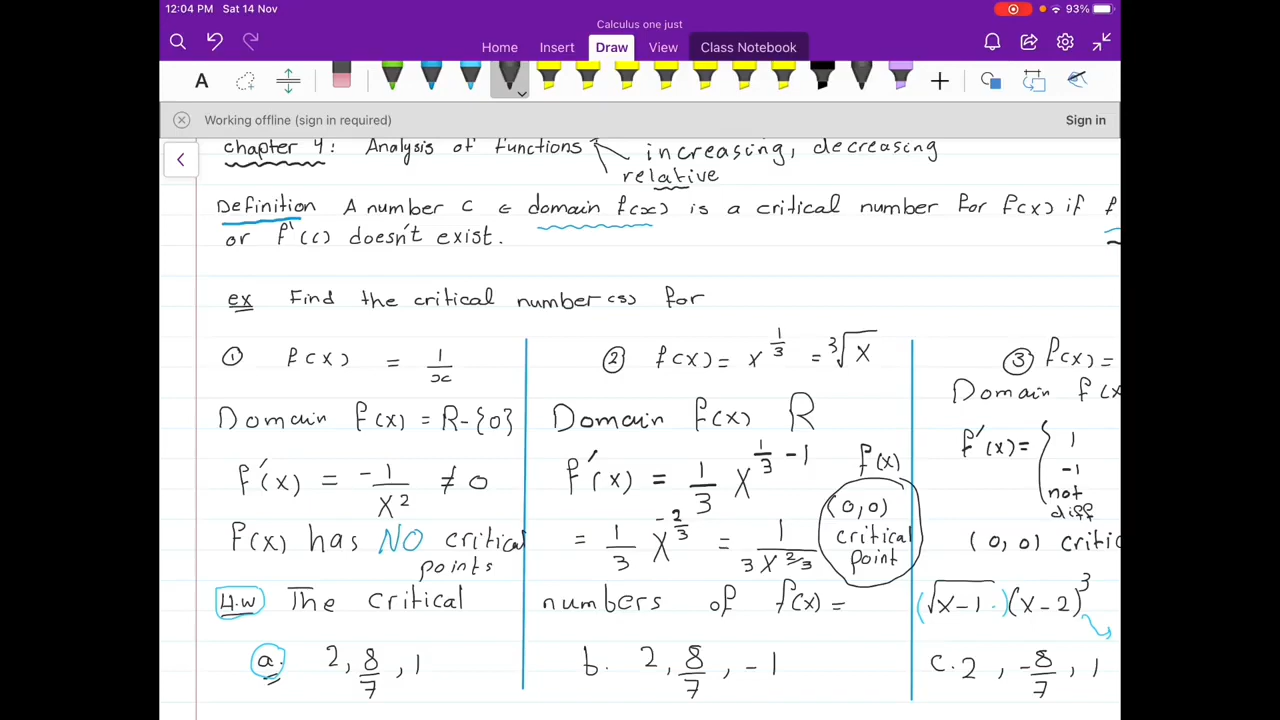 12:04 PM Sat 14 Nov
93%
Calculus one just
Home Insert Draw View Class Notebook
A
Working offline (sign in required) Sign in
chapter 4: Analysis of Functions increasing, decreasing
relative
Definition A number c ∈ domain f(x) is a critical number for f(x) if f
or f'(c) doesn't exist.
ex Find the critical number(s) for
① f(x) = 1/x
Domain f(x) = R-{0}
f'(x) = -1/x² ≠ 0
f(x) has NO critical
points
② f(x) = x^(1/3) = ∛x
Domain f(x) R
f'(x) = 1/3 x^(1/3 - 1)
= 1/3 x^(-2/3) = 1/(3x^(2/3))
f(x)
(0,0)
critical
point
③ f(x) =
Domain f(x
f'(x) = { 1
-1
not
diff
(0,0) critic
H.w The critical numbers of f(x) = (√x-1)(x-2)³
a. 2, 8/7, 1 b. 2, 8/7, -1 c. 2, -8/7, 1